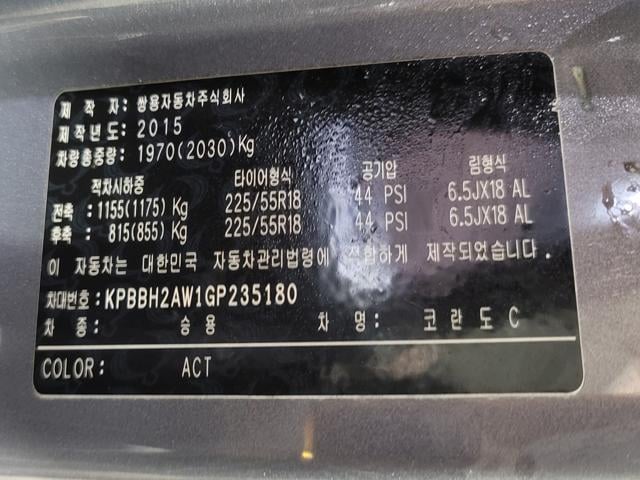 제 작 자 : 쌍용자동차주식회사
제작년도 : 2015
차량총중량 : 1970(2030)Kg
적차시하중 타이어형식 공기압 림형식
전축 : 1155(1175) Kg 225/55R18 44 PSI 6.5JX18 AL
후축 : 815(855) Kg 225/55R18 44 PSI 6.5JX18 AL
이 자동차는 대한민국 자동차관리법령에 적합하게 제작되었습니다.
차대번호 : KPBBH2AW1GP235180
차 종 : 승 용 차 명 : 코 란 도 C
COLOR : ACT